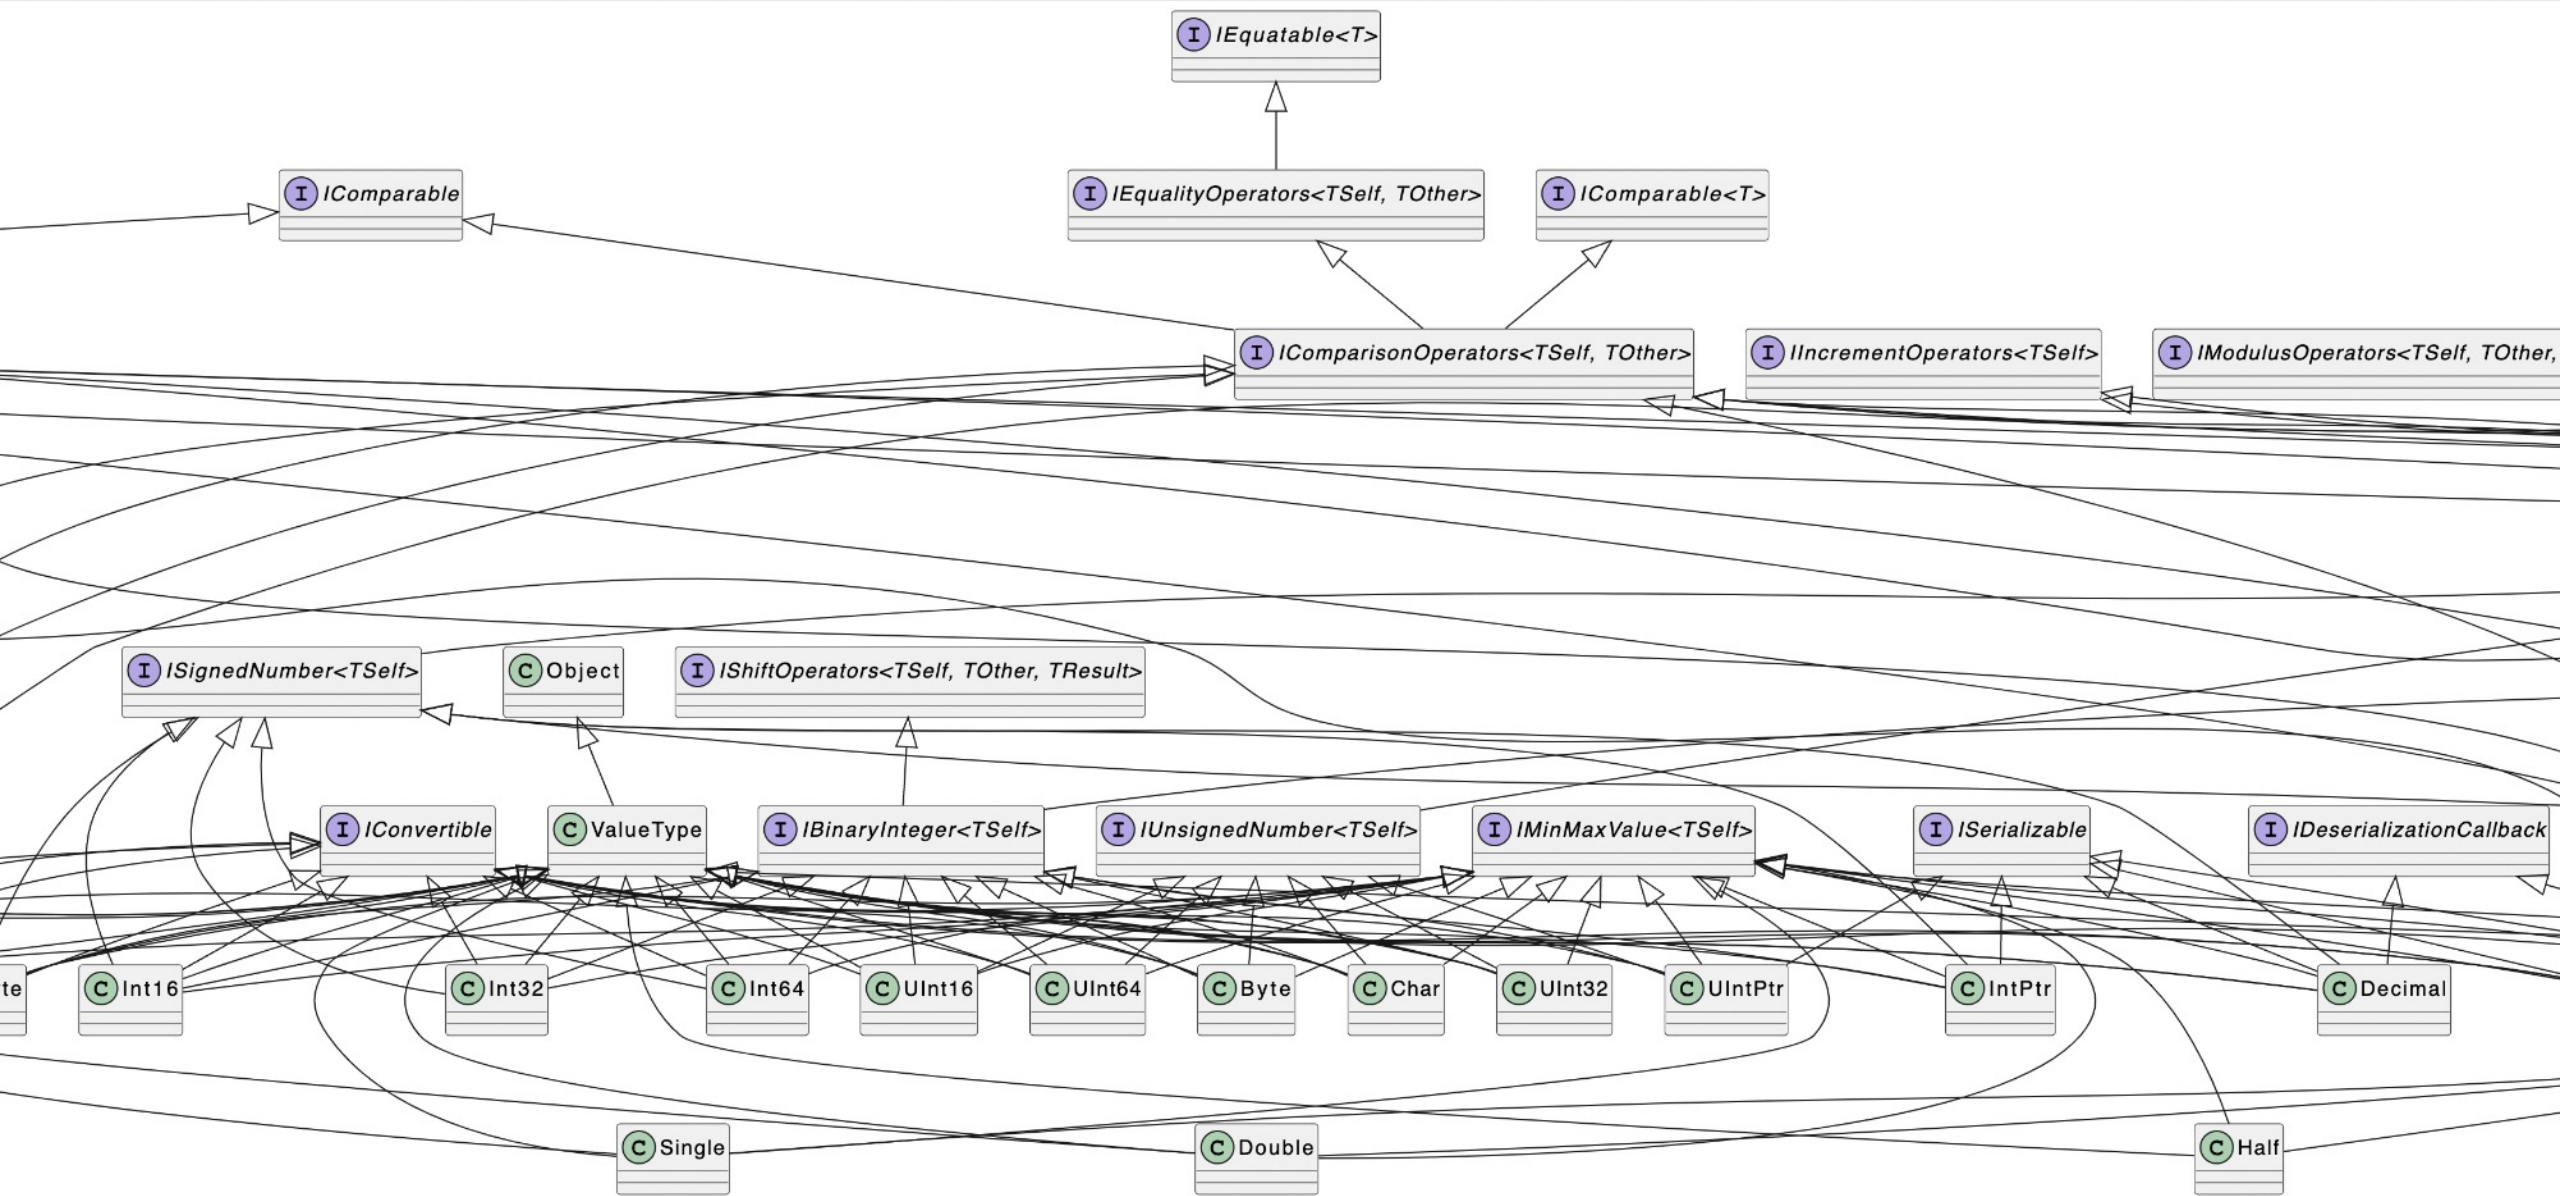 I IEquatable<T>
I IComparable
I IEqualityOperators<TSelf, TOther>
I IComparable<T>
I IComparisonOperators<TSelf, TOther>
I IIncrementOperators<TSelf>
I IModulusOperators<TSelf, TOther,
I ISignedNumber<TSelf>
C Object
I IShiftOperators<TSelf, TOther, TResult>
I IConvertible
C ValueType
I IBinaryInteger<TSelf>
I IUnsignedNumber<TSelf>
I IMinMaxValue<TSelf>
I ISerializable
I IDeserializationCallback
te
C Int16
C Int32
C Int64
C UInt16
C UInt64
C Byte
C Char
C UInt32
C UIntPtr
C IntPtr
C Decimal
C Single
C Double
C Half